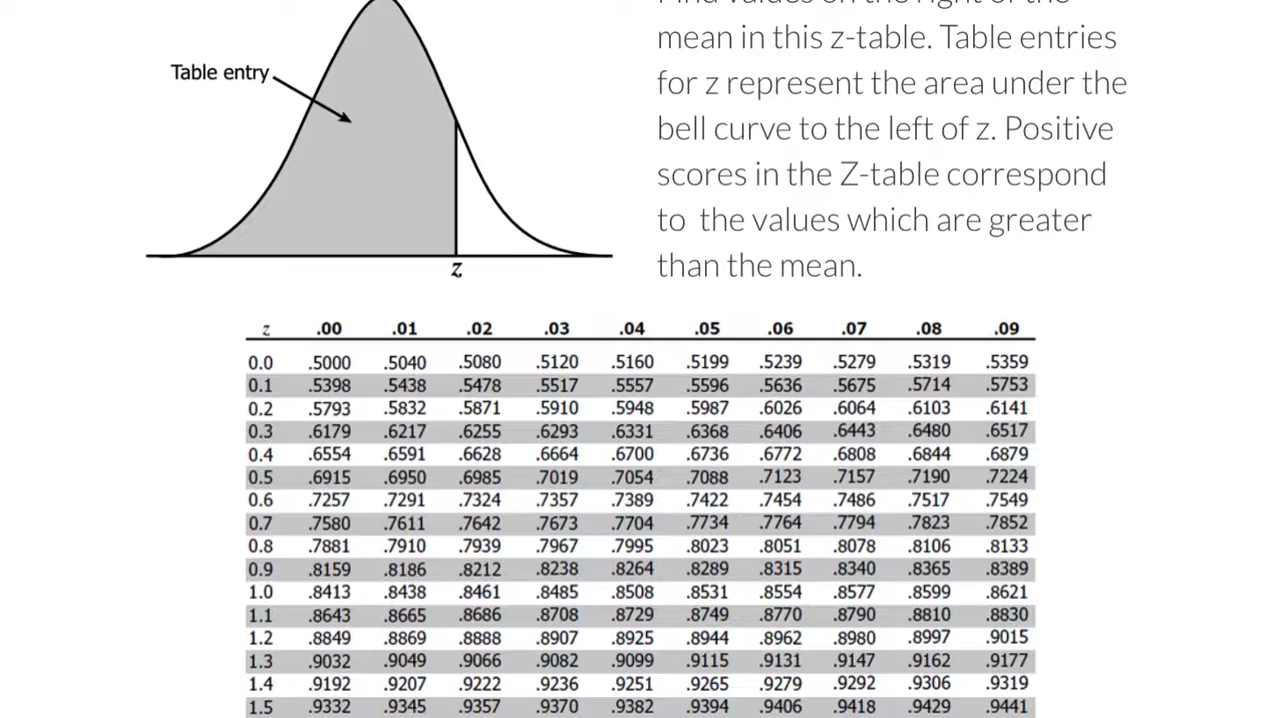 Find values on the right of the
mean in this z-table. Table entries
for z represent the area under the
bell curve to the left of z. Positive
scores in the Z-table correspond
to the values which are greater
than the mean.
Table entry
z
z .00 .01 .02 .03 .04 .05 .06 .07 .08 .09
0.0 .5000 .5040 .5080 .5120 .5160 .5199 .5239 .5279 .5319 .5359
0.1 .5398 .5438 .5478 .5517 .5557 .5596 .5636 .5675 .5714 .5753
0.2 .5793 .5832 .5871 .5910 .5948 .5987 .6026 .6064 .6103 .6141
0.3 .6179 .6217 .6255 .6293 .6331 .6368 .6406 .6443 .6480 .6517
0.4 .6554 .6591 .6628 .6664 .6700 .6736 .6772 .6808 .6844 .6879
0.5 .6915 .6950 .6985 .7019 .7054 .7088 .7123 .7157 .7190 .7224
0.6 .7257 .7291 .7324 .7357 .7389 .7422 .7454 .7486 .7517 .7549
0.7 .7580 .7611 .7642 .7673 .7704 .7734 .7764 .7794 .7823 .7852
0.8 .7881 .7910 .7939 .7967 .7995 .8023 .8051 .8078 .8106 .8133
0.9 .8159 .8186 .8212 .8238 .8264 .8289 .8315 .8340 .8365 .8389
1.0 .8413 .8438 .8461 .8485 .8508 .8531 .8554 .8577 .8599 .8621
1.1 .8643 .8665 .8686 .8708 .8729 .8749 .8770 .8790 .8810 .8830
1.2 .8849 .8869 .8888 .8907 .8925 .8944 .8962 .8980 .8997 .9015
1.3 .9032 .9049 .9066 .9082 .9099 .9115 .9131 .9147 .9162 .9177
1.4 .9192 .9207 .9222 .9236 .9251 .9265 .9279 .9292 .9306 .9319
1.5 .9332 .9345 .9357 .9370 .9382 .9394 .9406 .9418 .9429 .9441